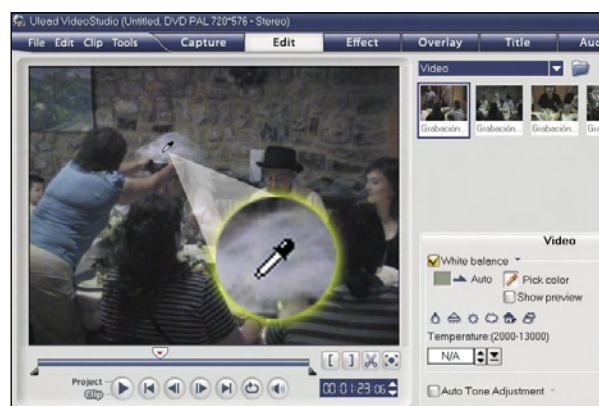 Ulead VideoStudio (Untitled, DVD PAL 720*576 - Stereo)
File Edit Clip Tools Capture Edit Effect Overlay Title
Video
Grabación... Grabación... Grabación...
Video
White balance
Auto Pick color
Show preview
Temperature:(2000-13000)
N/A
Project
Clip
00:01:23:06
Auto Tone Adjustment